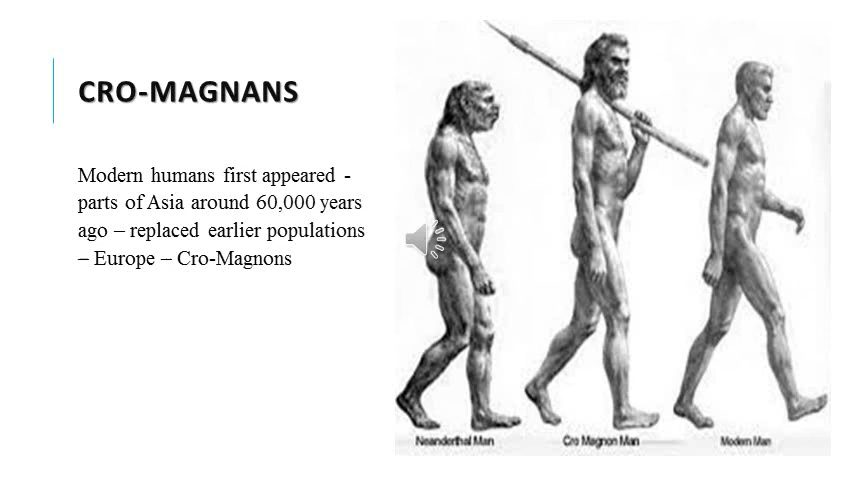 CRO-MAGNANS
Modern humans first appeared -
parts of Asia around 60,000 years
ago – replaced earlier populations
– Europe – Cro-Magnons
Neanderthal Man
Cro Magnon Man
Modern Man